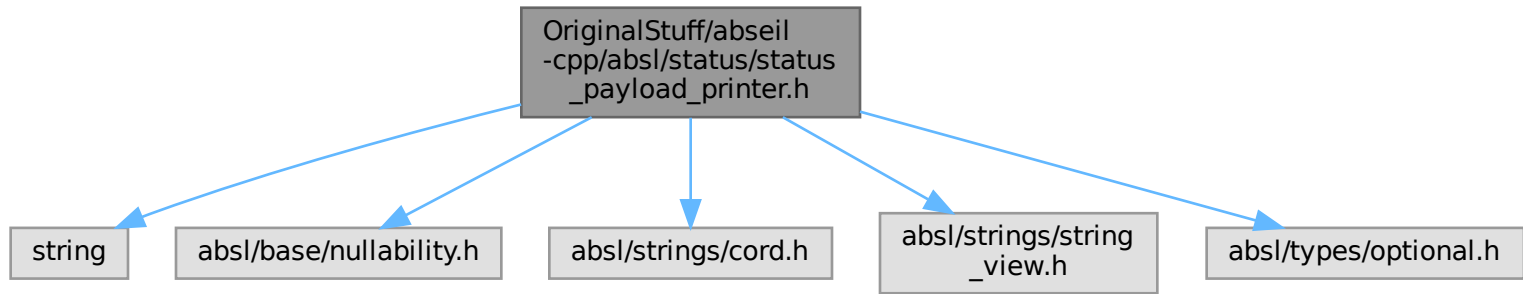 OriginalStuff/abseil
-cpp/absl/status/status
_payload_printer.h
string
absl/base/nullability.h
absl/strings/cord.h
absl/strings/string
_view.h
absl/types/optional.h